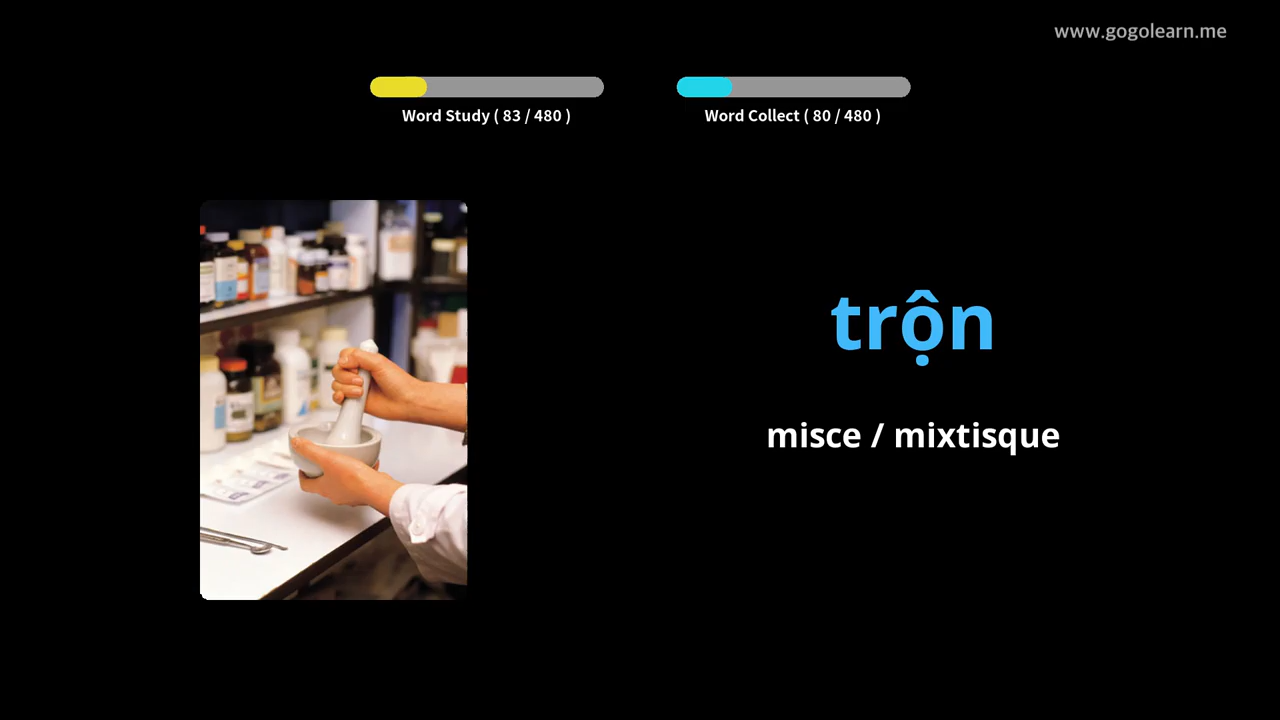 www.gogolearn.me
Word Study ( 83 / 480 )
Word Collect ( 80 / 480 )
trộn
misce / mixtisque